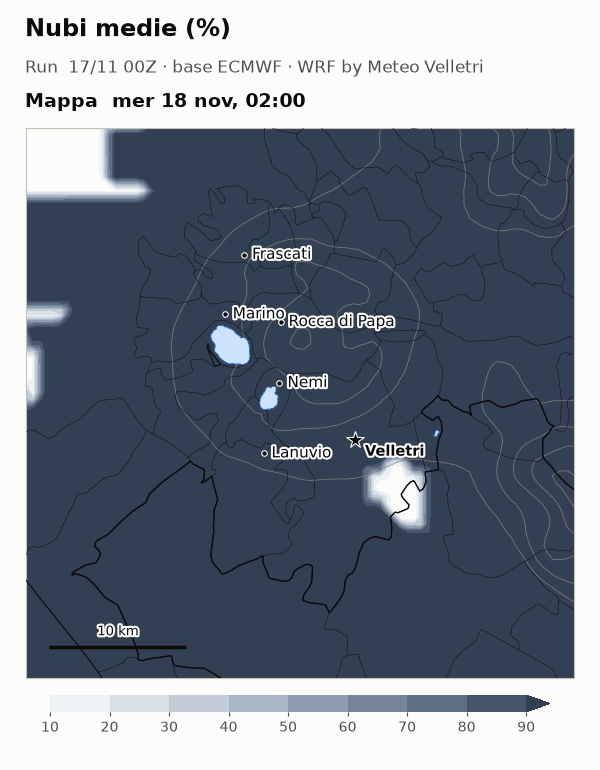 Nubi medie (%)
Run  17/11 00Z · base ECMWF · WRF by Meteo Velletri
Mappa  mer 18 nov, 02:00
Frascati
Marino
Rocca di Papa
Nemi
Velletri
Lanuvio
10 km
10 20 30 40 50 60 70 80 90